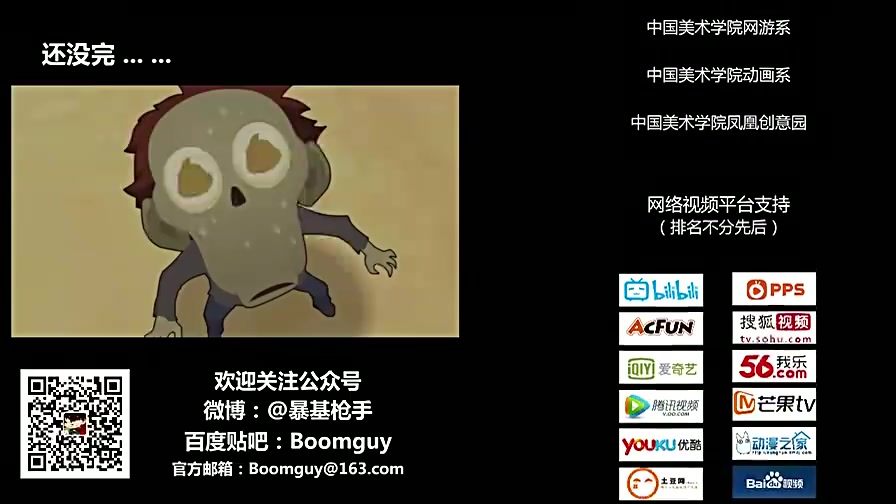 还没完 ... ...
欢迎关注公众号
微博：@暴基枪手
百度贴吧：Boomguy
官方邮箱：Boomguy@163.com
中国美术学院网游系
中国美术学院动画系
中国美术学院凤凰创意园
网络视频平台支持
（ 排名不分先后 ）
bilibili
PPS
ACFUN
搜狐视频
tv.sohu.com
iQIYI 爱奇艺
56我乐
.com
腾讯视频
V.QQ.COM
芒果tv
YOUKU优酷
动漫之家
土豆网
Baidu视频